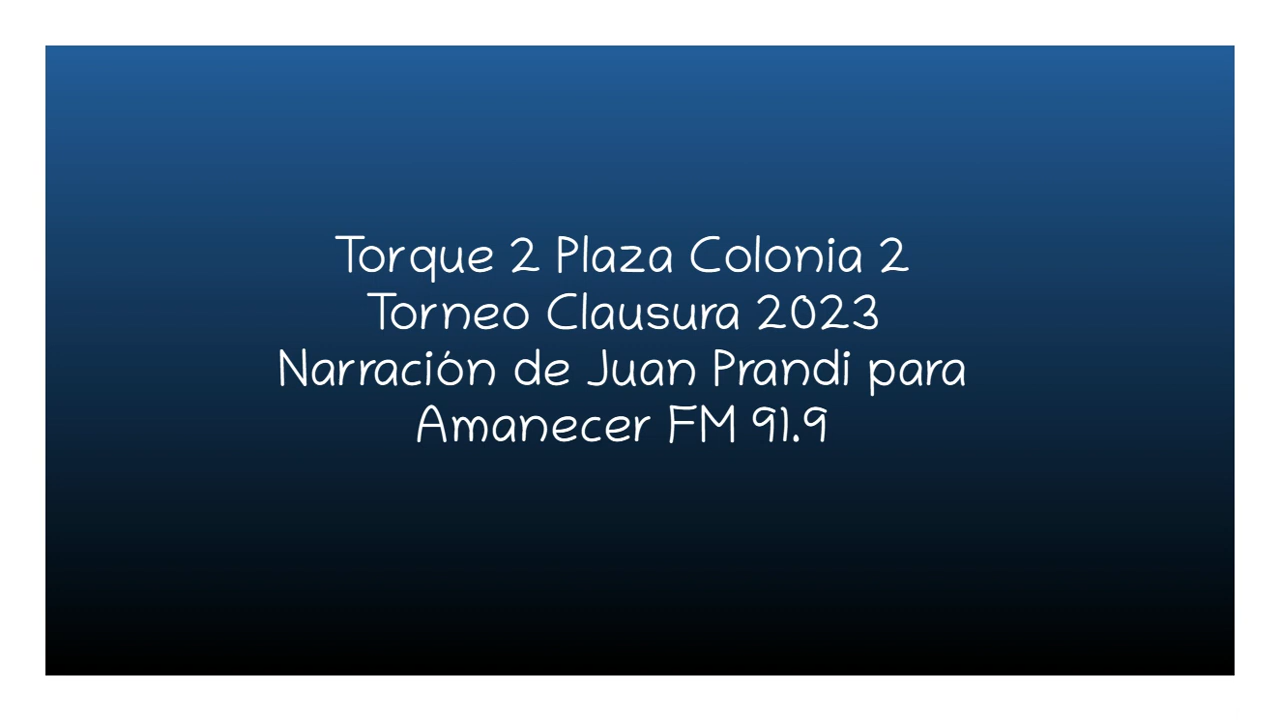 Torque 2 Plaza Colonia 2
Torneo Clausura 2023
Narración de Juan Prandi para
Amanecer FM 91.9